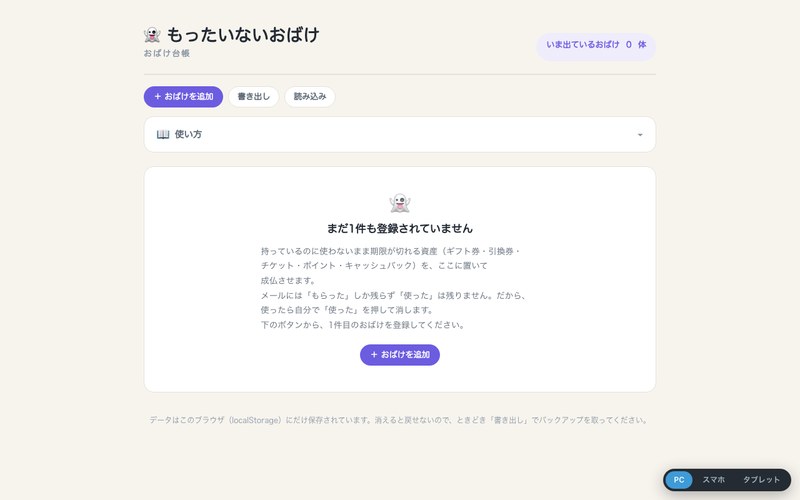 もったいないおばけ
おばけ台帳
いま出ているおばけ 0 体
+ おばけを追加
書き出し
読み込み
使い方
まだ1件も登録されていません
持っているのに使わないまま期限が切れる資産（ギフト券・引換券・
チケット・ポイント・キャッシュバック）を、ここに置いて
成仏させます。
メールには「もらった」しか残らず「使った」は残りません。だから、
使ったら自分で「使った」を押して消します。
下のボタンから、1件目のおばけを登録してください。
+ おばけを追加
データはこのブラウザ（localStorage）にだけ保存されています。消えると戻せないので、ときどき「書き出し」でバックアップを取ってください。
PC
スマホ
タブレット